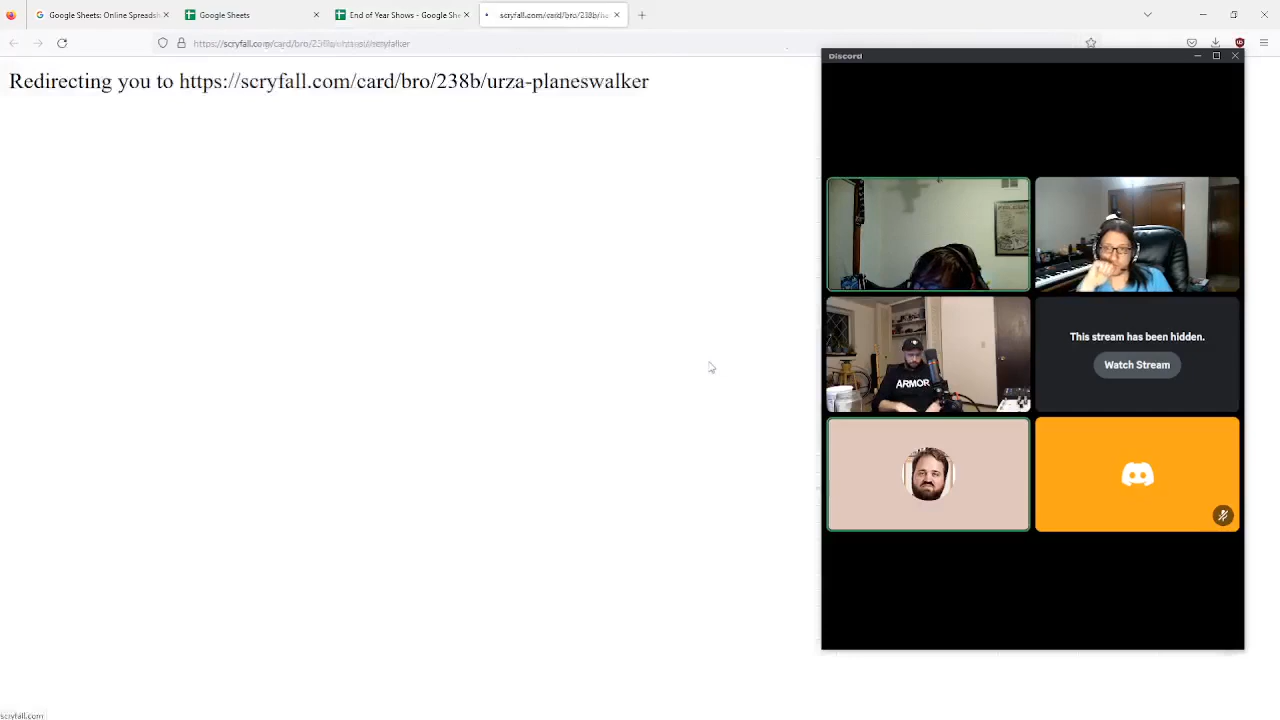 Google Sheets: Online Spreadsh
Google Sheets
End of Year Shows - Google She
scryfall.com/card/bro/238b/
Redirecting you to https://scryfall.com/card/bro/238b/urza-planeswalker
Discord
ARMOR
This stream has been hidden.
Watch Stream
scryfall.com